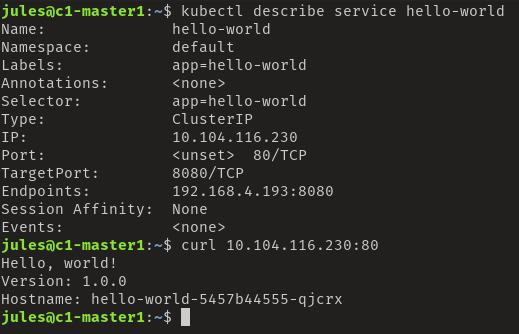 jules@c1-master1:~$ kubectl describe service hello-world
Name:              hello-world
Namespace:         default
Labels:            app=hello-world
Annotations:       <none>
Selector:          app=hello-world
Type:              ClusterIP
IP:                10.104.116.230
Port:              <unset>  80/TCP
TargetPort:        8080/TCP
Endpoints:         192.168.4.193:8080
Session Affinity:  None
Events:            <none>
jules@c1-master1:~$ curl 10.104.116.230:80
Hello, world!
Version: 1.0.0
Hostname: hello-world-5457b44555-qjcrx
jules@c1-master1:~$